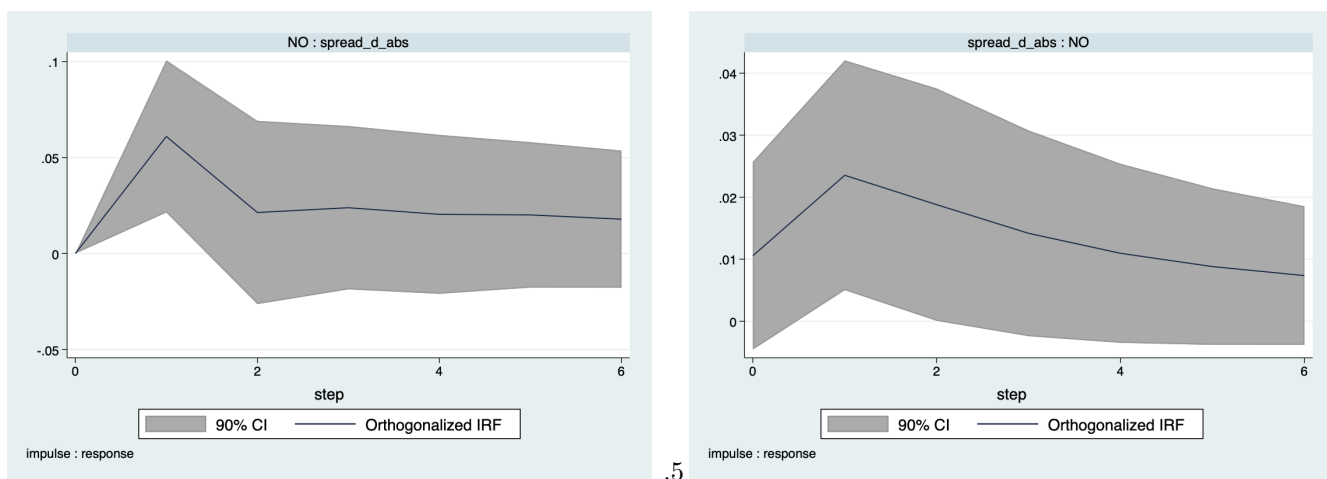 NO : spread_d_abs
.1
.05
0
-.05
0 2 4 6
step
90% CI Orthogonalized IRF
impulse : response
.5
spread_d_abs : NO
.04
.03
.02
.01
0
0 2 4 6
step
90% CI Orthogonalized IRF
impulse : response